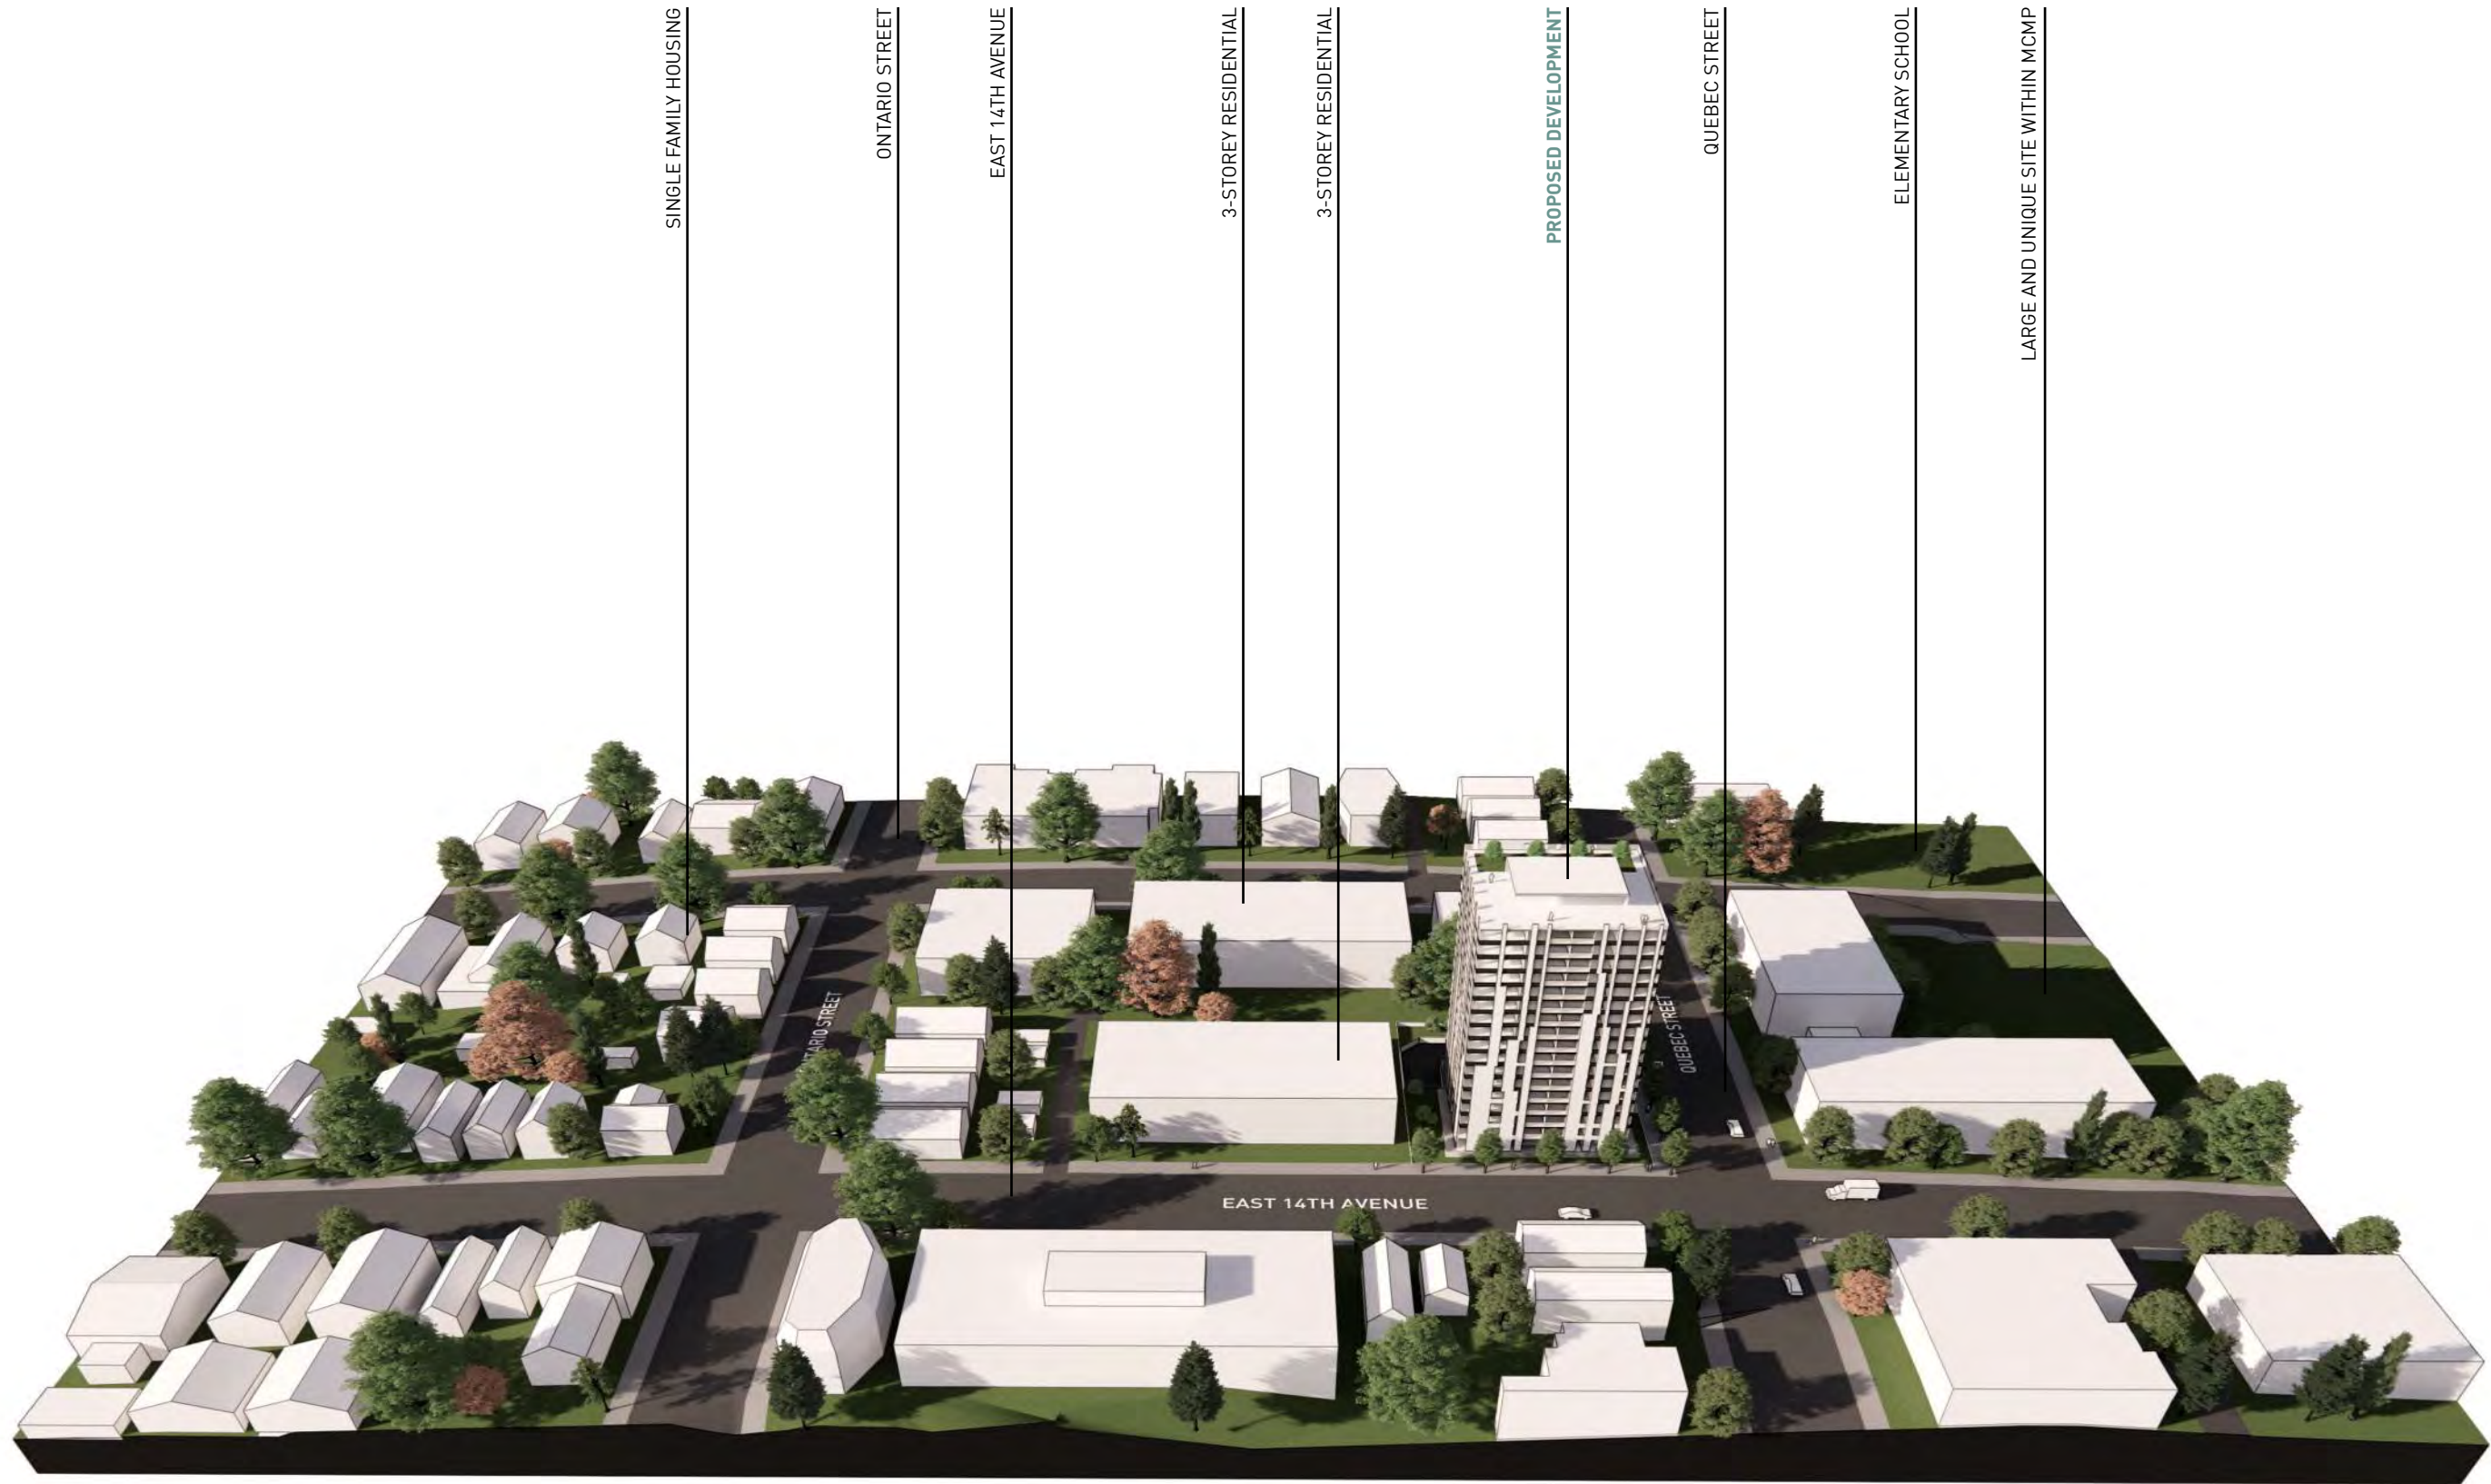 SINGLE FAMILY HOUSING
ONTARIO STREET
EAST 14TH AVENUE
3-STOREY RESIDENTIAL
3-STOREY RESIDENTIAL
PROPOSED DEVELOPMENT
QUEBEC STREET
ELEMENTARY SCHOOL
LARGE AND UNIQUE SITE WITHIN MCMP
NTARIO STREET
QUEBEC STREET
EAST 14TH AVENUE